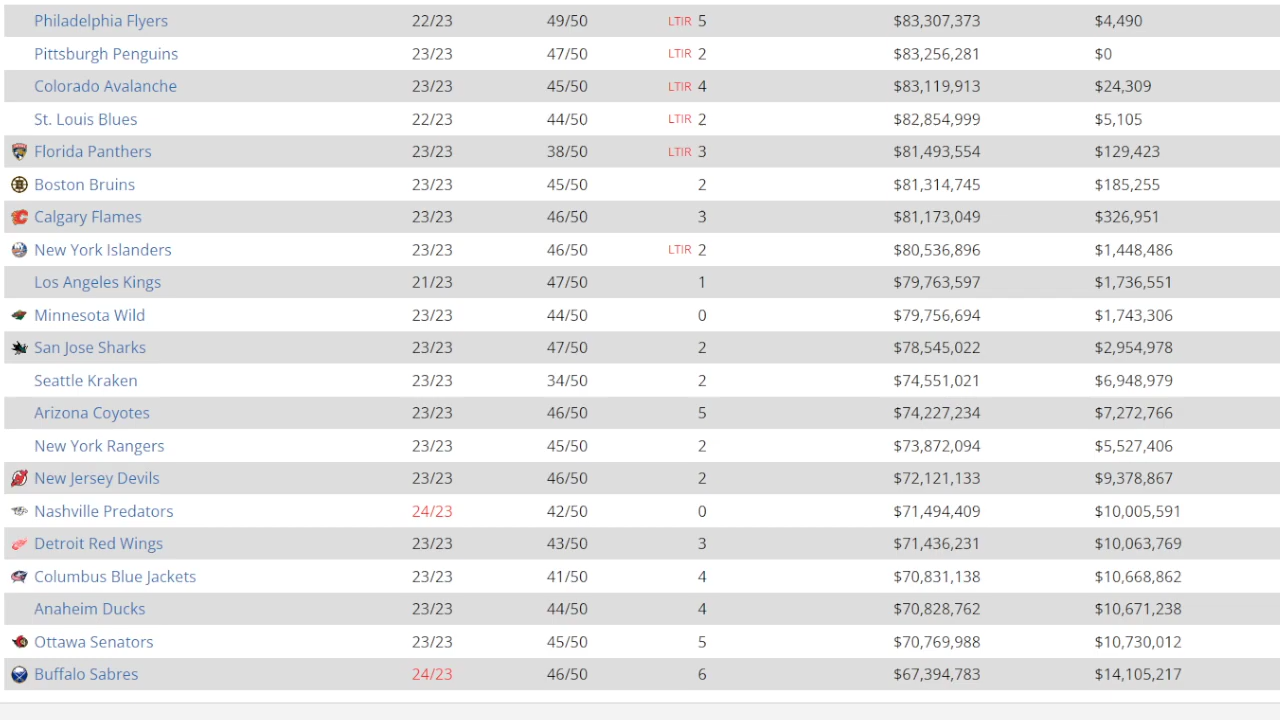 Philadelphia Flyers 22/23 49/50 LTIR 5 $83,307,373 $4,490
Pittsburgh Penguins 23/23 47/50 LTIR 2 $83,256,281 $0
Colorado Avalanche 23/23 45/50 LTIR 4 $83,119,913 $24,309
St. Louis Blues 22/23 44/50 LTIR 2 $82,854,999 $5,105
Florida Panthers 23/23 38/50 LTIR 3 $81,493,554 $129,423
Boston Bruins 23/23 45/50 2 $81,314,745 $185,255
Calgary Flames 23/23 46/50 3 $81,173,049 $326,951
New York Islanders 23/23 46/50 LTIR 2 $80,536,896 $1,448,486
Los Angeles Kings 21/23 47/50 1 $79,763,597 $1,736,551
Minnesota Wild 23/23 44/50 0 $79,756,694 $1,743,306
San Jose Sharks 23/23 47/50 2 $78,545,022 $2,954,978
Seattle Kraken 23/23 34/50 2 $74,551,021 $6,948,979
Arizona Coyotes 23/23 46/50 5 $74,227,234 $7,272,766
New York Rangers 23/23 45/50 2 $73,872,094 $5,527,406
New Jersey Devils 23/23 46/50 2 $72,121,133 $9,378,867
Nashville Predators 24/23 42/50 0 $71,494,409 $10,005,591
Detroit Red Wings 23/23 43/50 3 $71,436,231 $10,063,769
Columbus Blue Jackets 23/23 41/50 4 $70,831,138 $10,668,862
Anaheim Ducks 23/23 44/50 4 $70,828,762 $10,671,238
Ottawa Senators 23/23 45/50 5 $70,769,988 $10,730,012
Buffalo Sabres 24/23 46/50 6 $67,394,783 $14,105,217